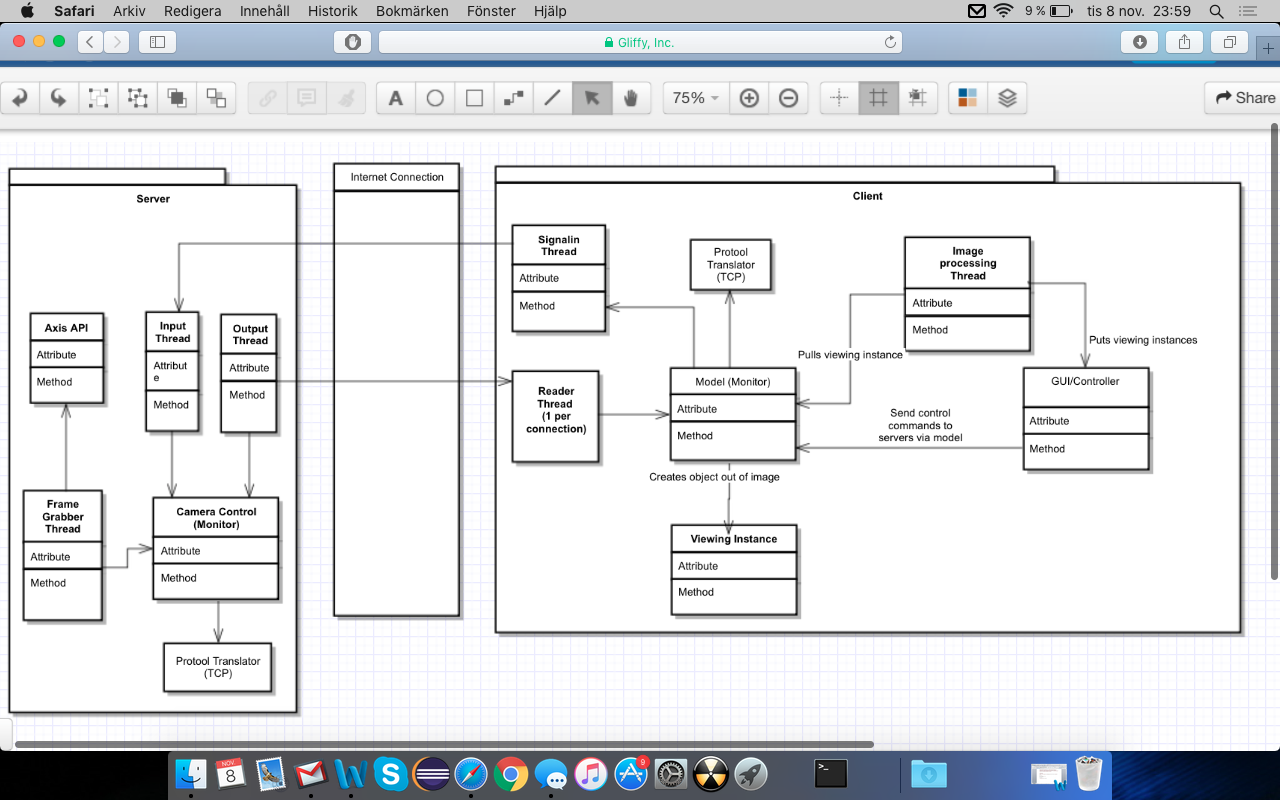 Safari Arkiv Redigera Innehåll Historik Bokmärken Fönster Hjälp 9 % tis 8 nov. 23:59
Gliffy, Inc.
A 75% Share
Server
Axis API
Attribute
Method
Input
Thread
Attribut
e
Method
Output
Thread
Attribute
Method
Frame
Grabber
Thread
Attribute
Method
Camera Control
(Monitor)
Attribute
Method
Protool Translator
(TCP)
Internet Connection
Client
Signalin
Thread
Attribute
Method
Protool
Translator
(TCP)
Image
processing
Thread
Attribute
Method
Pulls viewing instance
Puts viewing instances
Reader
Thread
(1 per
connection)
Model (Monitor)
Attribute
Method
Send control
commands to
servers via model
GUI/Controller
Attribute
Method
Creates object out of image
Viewing Instance
Attribute
Method
NOV.
8
9